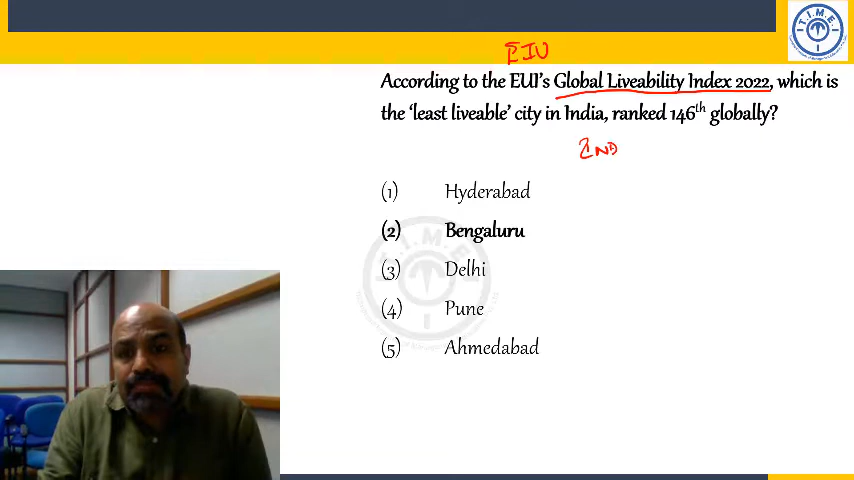 T.I.M.E.
EIU
According to the EUI's Global Liveability Index 2022, which is
the 'least liveable' city in India, ranked 146th globally?
2ND
(1) Hyderabad
(2) Bengaluru
(3) Delhi
(4) Pune
(5) Ahmedabad